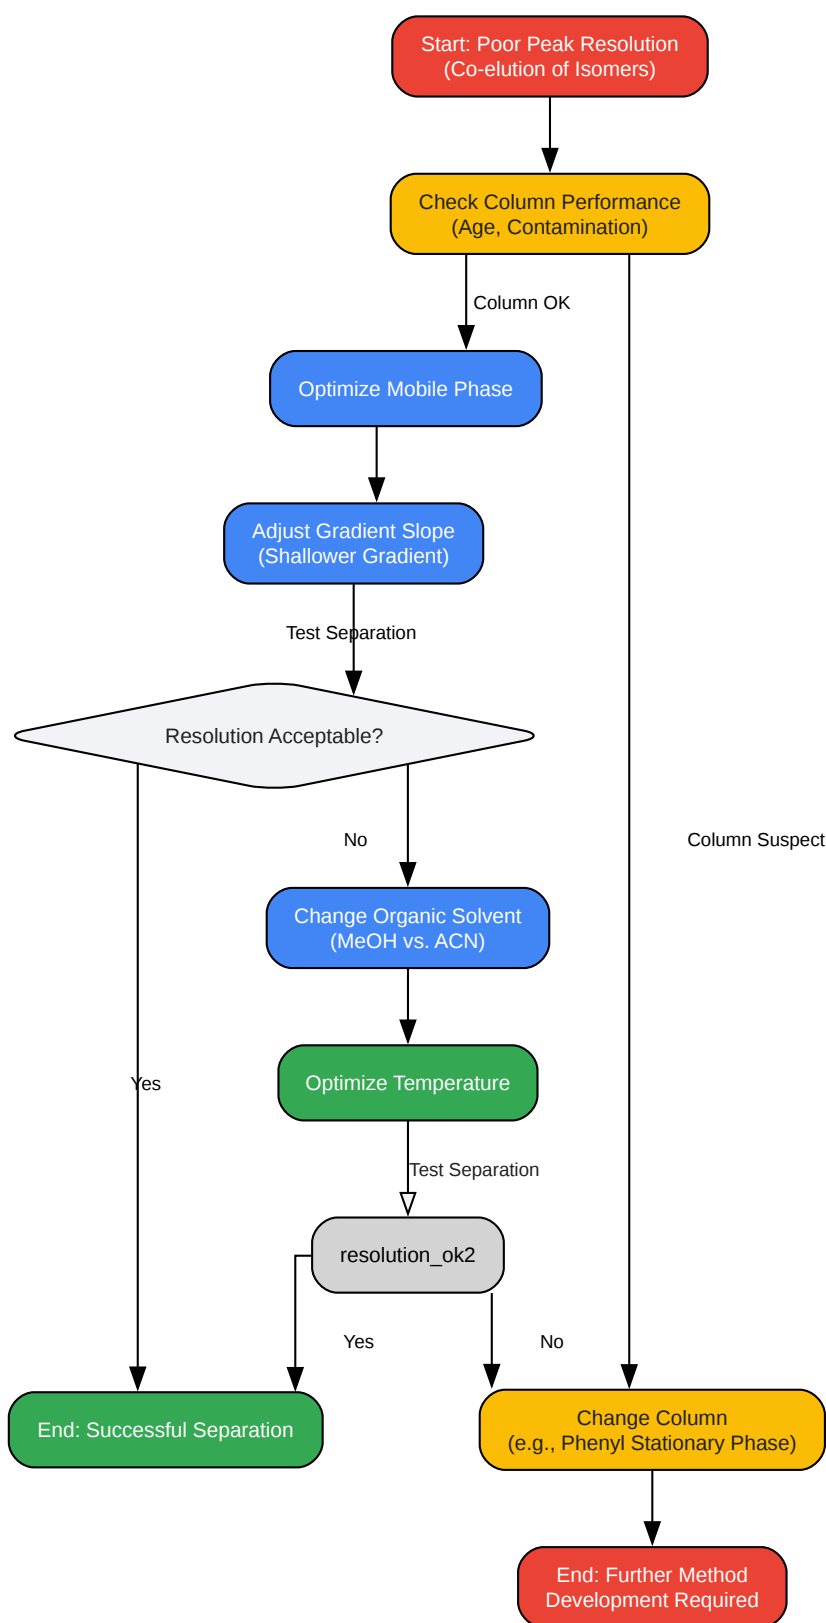 Start: Poor Peak Resolution
(Co-elution of Isomers)
Check Column Performance
(Age, Contamination)
Column OK
Optimize Mobile Phase
Adjust Gradient Slope
(Shallower Gradient)
Test Separation
Resolution Acceptable?
No
Column Suspect
Change Organic Solvent
(MeOH vs. ACN)
Yes
Optimize Temperature
Test Separation
resolution_ok2
Yes
No
End: Successful Separation
Change Column
(e.g., Phenyl Stationary Phase)
End: Further Method
Development Required